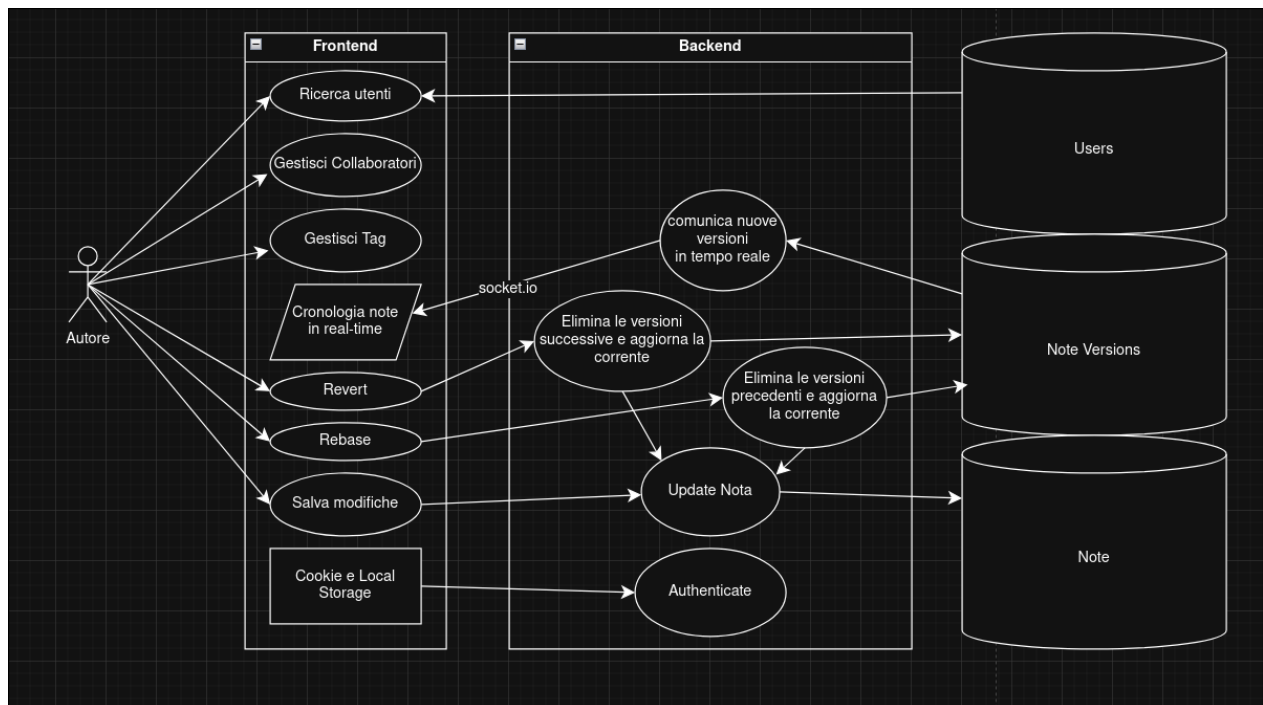 Frontend
Backend
Ricerca utenti
Gestisci Collaboratori
Gestisci Tag
Cronologia note
in real-time
Revert
Rebase
Salva modifiche
Cookie e Local
Storage
Autore
socket.io
comunica nuove
versioni
in tempo reale
Elimina le versioni
successive e aggiorna la
corrente
Elimina le versioni
precedenti e aggiorna
la corrente
Update Nota
Authenticate
Users
Note Versions
Note